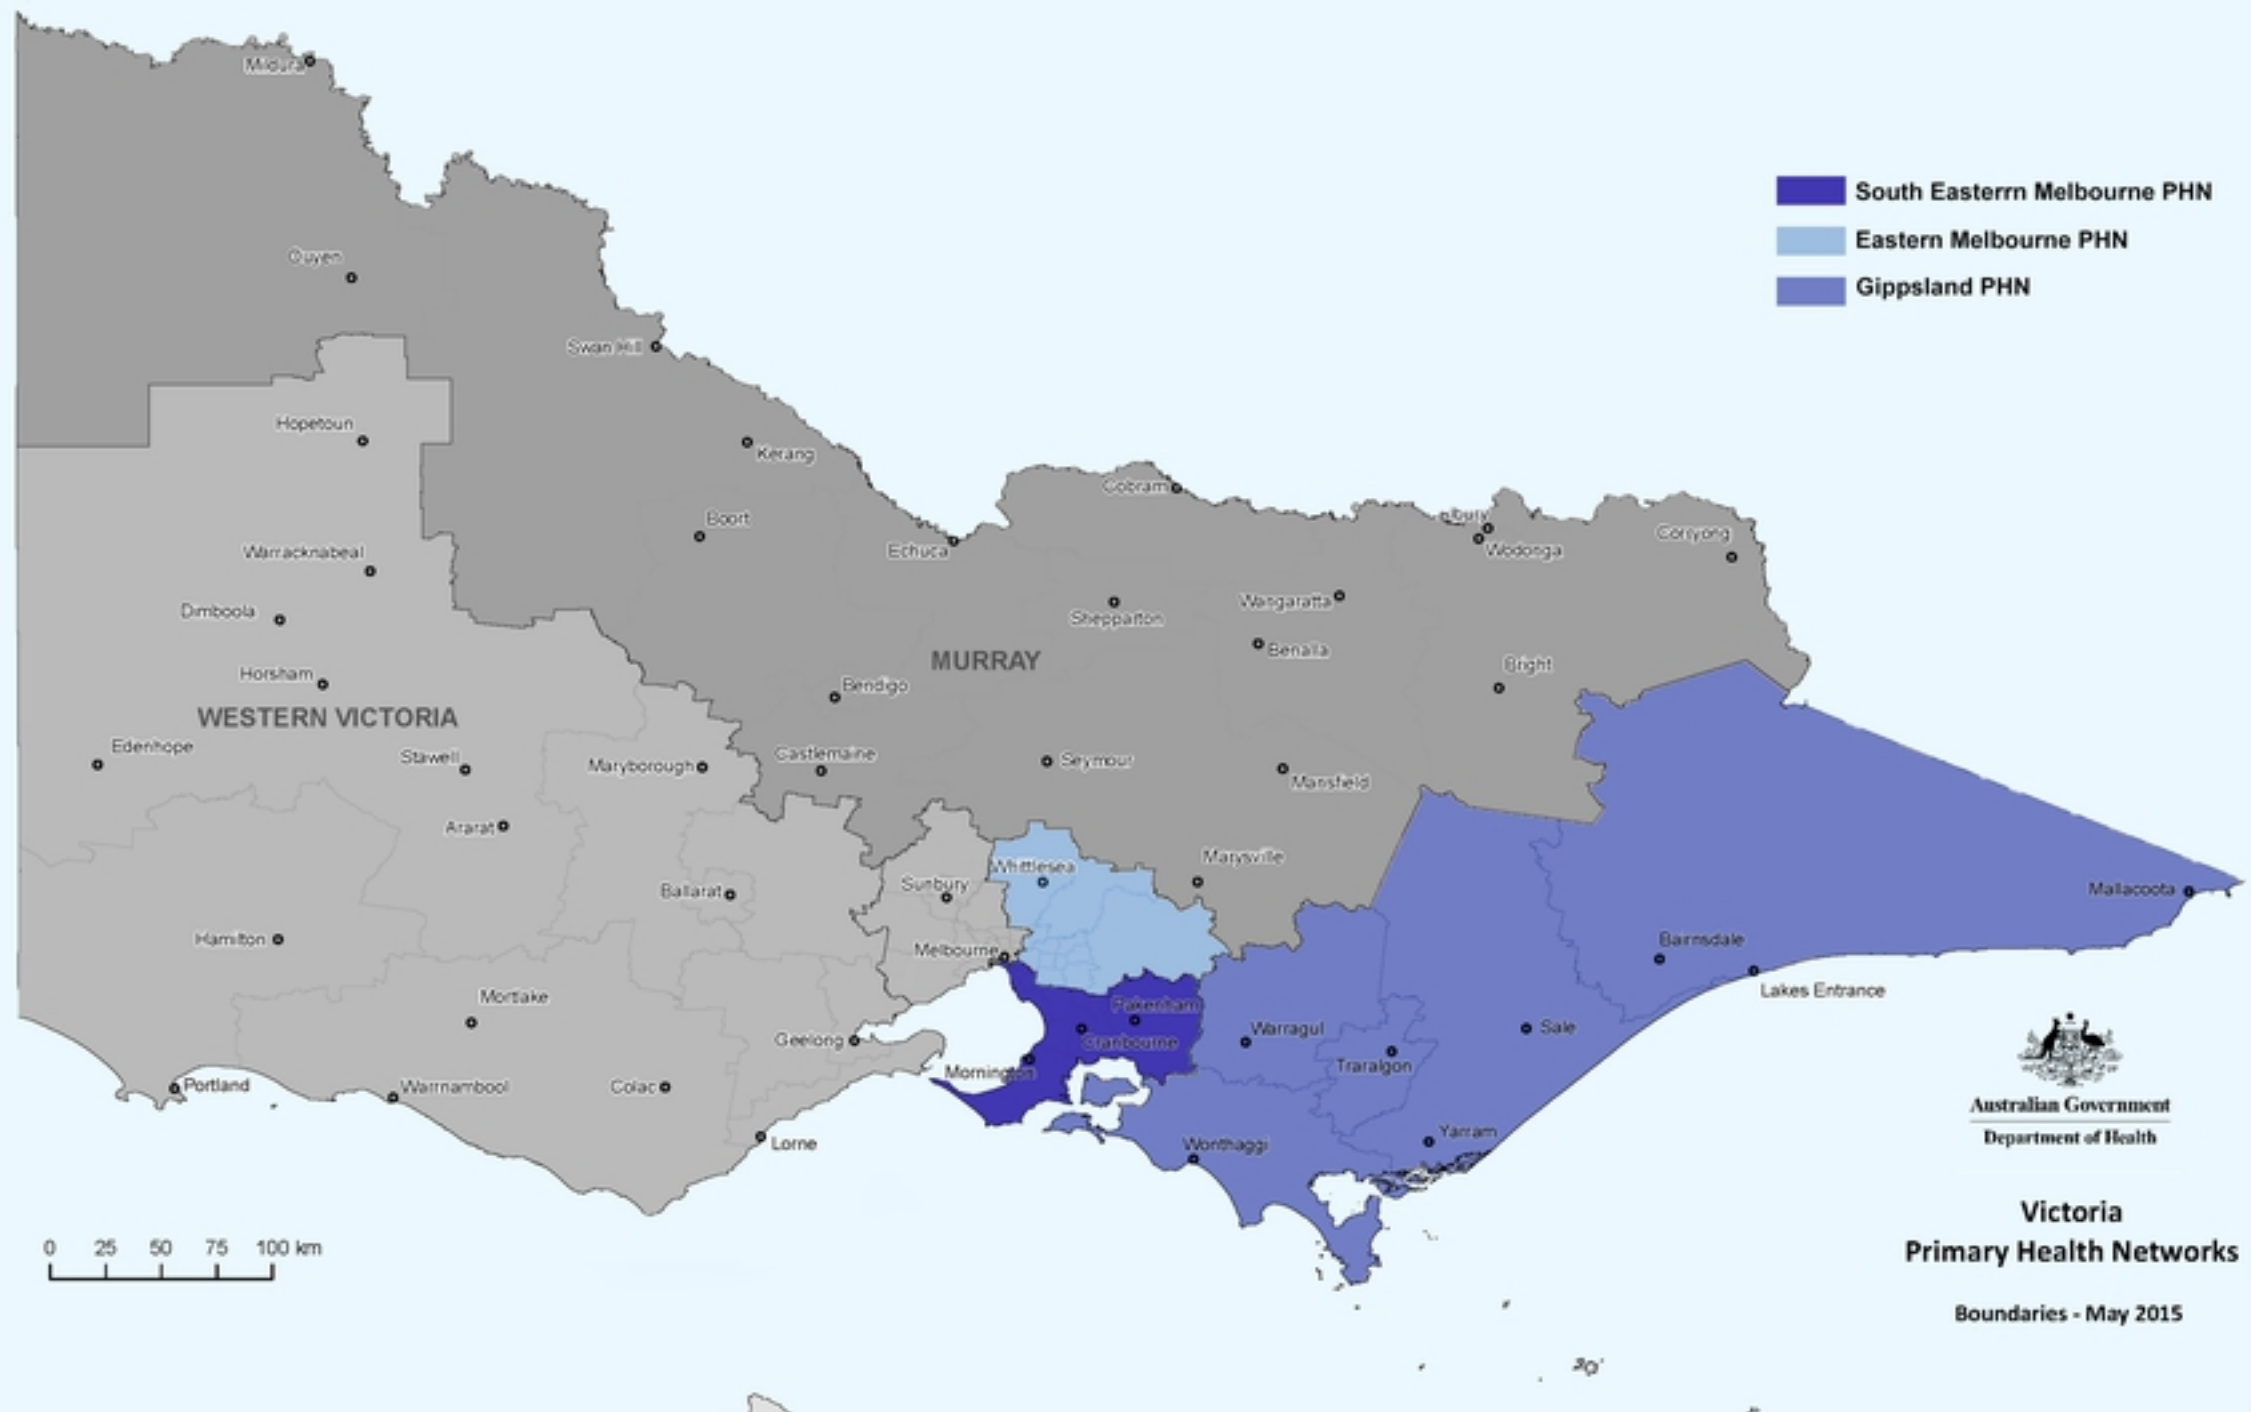 Mildura
Ouyen
Swan Hill
Hopetoun
Kerang
Cobram
Boort
Echuca
lbury
Wodonga
Corryong
Warracknabeal
Dimboola
Shepparton
Wangaratta
Benalla
MURRAY
Bright
Horsham
Bendigo
WESTERN VICTORIA
Edenhope
Stawell
Maryborough
Castlemaine
Seymour
Mansfield
Ararat
Marysville
Whittlesea
Sunbury
Ballarat
Mallacoota
Hamilton
Melbourne
Bairnsdale
Lakes Entrance
Mortlake
Pakenham
Geelong
Cranbourne
Warragul
Sale
Mornington
Traralgon
Portland
Warrnambool
Colac
Lorne
Wonthaggi
Yarram
South Easterrn Melbourne PHN
Eastern Melbourne PHN
Gippsland PHN
Australian Government
Department of Health
Victoria
Primary Health Networks
Boundaries - May 2015
0 25 50 75 100 km